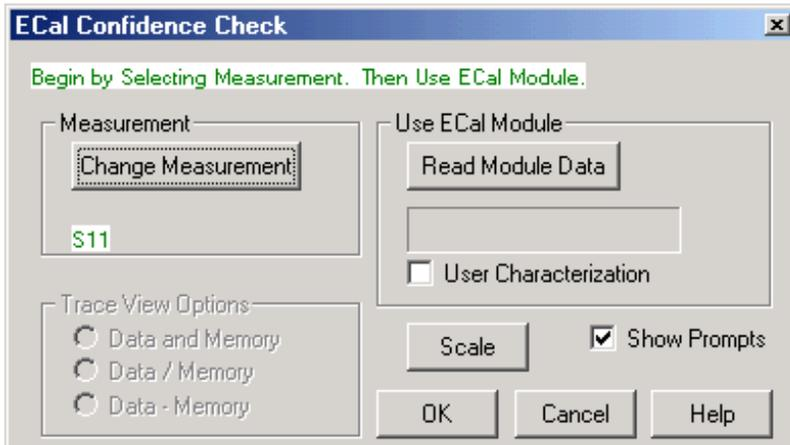 ECal Confidence Check
Begin by Selecting Measurement. Then Use ECal Module.
Measurement
Change Measurement
S11
Use ECal Module
Read Module Data
User Characterization
Trace View Options
Data and Memory
Data / Memory
Data - Memory
Scale
Show Prompts
OK
Cancel
Help